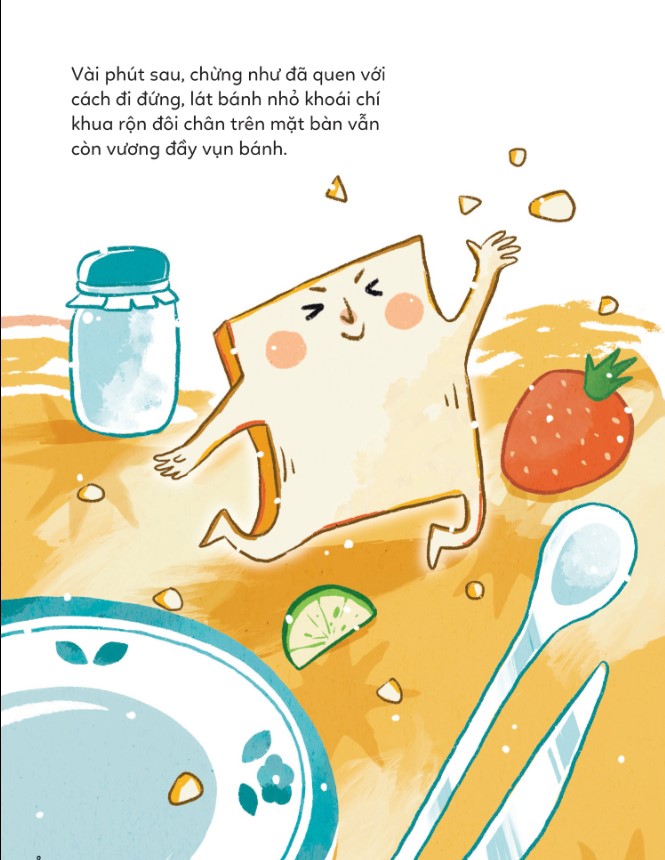 Vài phút sau, chừng như đã quen với
cách đi đứng, lát bánh nhỏ khoái chí
khua rộn đôi chân trên mặt bàn vẫn
còn vương đầy vụn bánh.